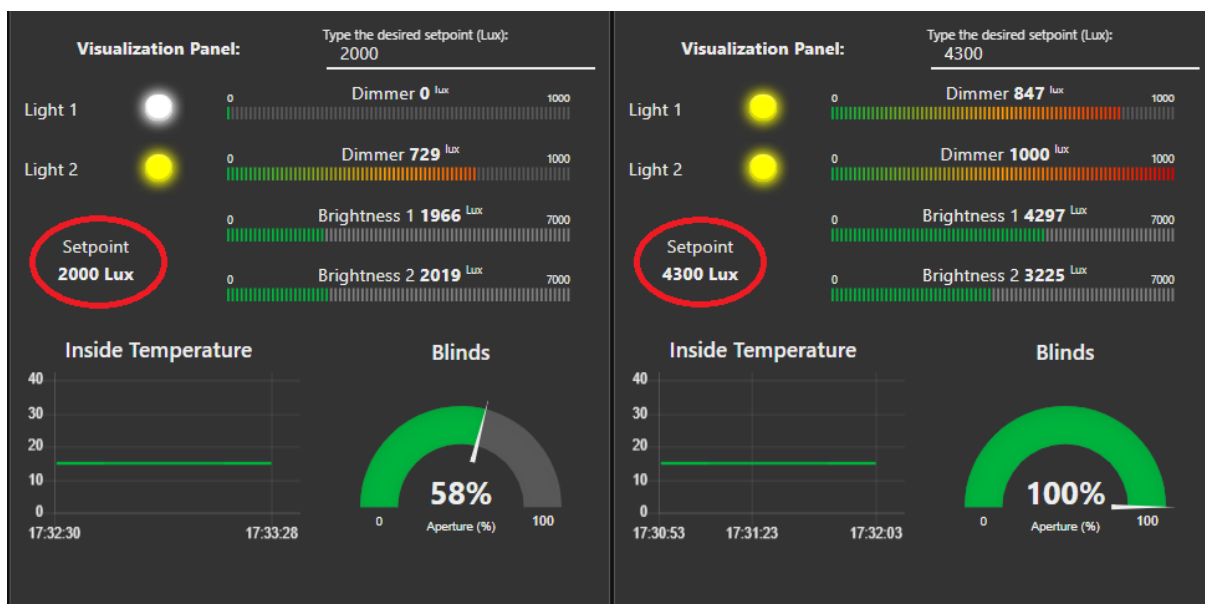 Visualization Panel:
Type the desired setpoint (Lux):
2000
Light 1
Dimmer 0 lux
0
1000
Light 2
Dimmer 729 lux
0
1000
Setpoint
2000 Lux
Brightness 1 1966 Lux
0
7000
Brightness 2 2019 Lux
0
7000
Inside Temperature
40
30
20
10
0
17:32:30
17:33:28
Blinds
58%
Aperture (%)
0
100
Visualization Panel:
Type the desired setpoint (Lux):
4300
Light 1
Dimmer 847 lux
0
1000
Light 2
Dimmer 1000 lux
0
1000
Setpoint
4300 Lux
Brightness 1 4297 Lux
0
7000
Brightness 2 3225 Lux
0
7000
Inside Temperature
40
30
20
10
0
17:30:53
17:31:23
17:32:03
Blinds
100%
Aperture (%)
0
100